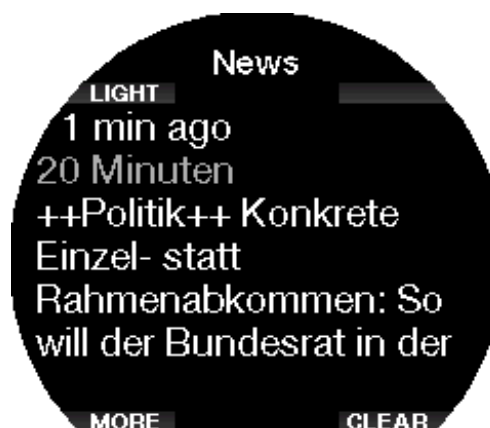 News
LIGHT
1 min ago
20 Minuten
++Politik++ Konkrete
Einzel- statt
Rahmenabkommen: So
will der Bundesrat in der
MORE CLEAR